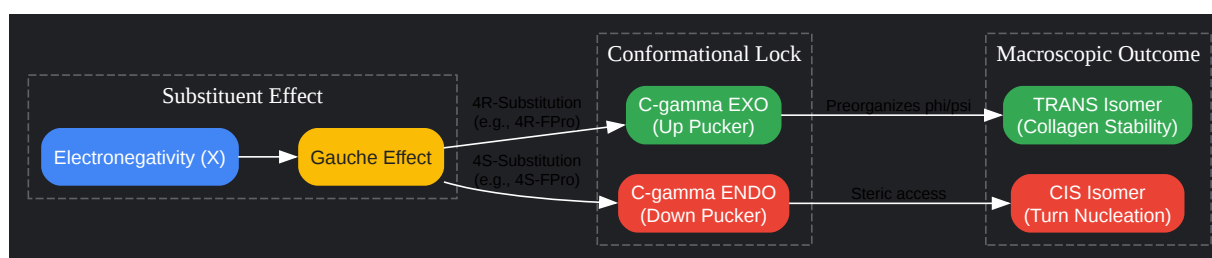 Substituent Effect
Electronegativity (X)
Gauche Effect
4R-Substitution
(e.g., 4R-FPro)
4S-Substitution
(e.g., 4S-FPro)
Conformational Lock
C-gamma EXO
(Up Pucker)
C-gamma ENDO
(Down Pucker)
Preorganizes phi/psi
Steric access
Macroscopic Outcome
TRANS Isomer
(Collagen Stability)
CIS Isomer
(Turn Nucleation)